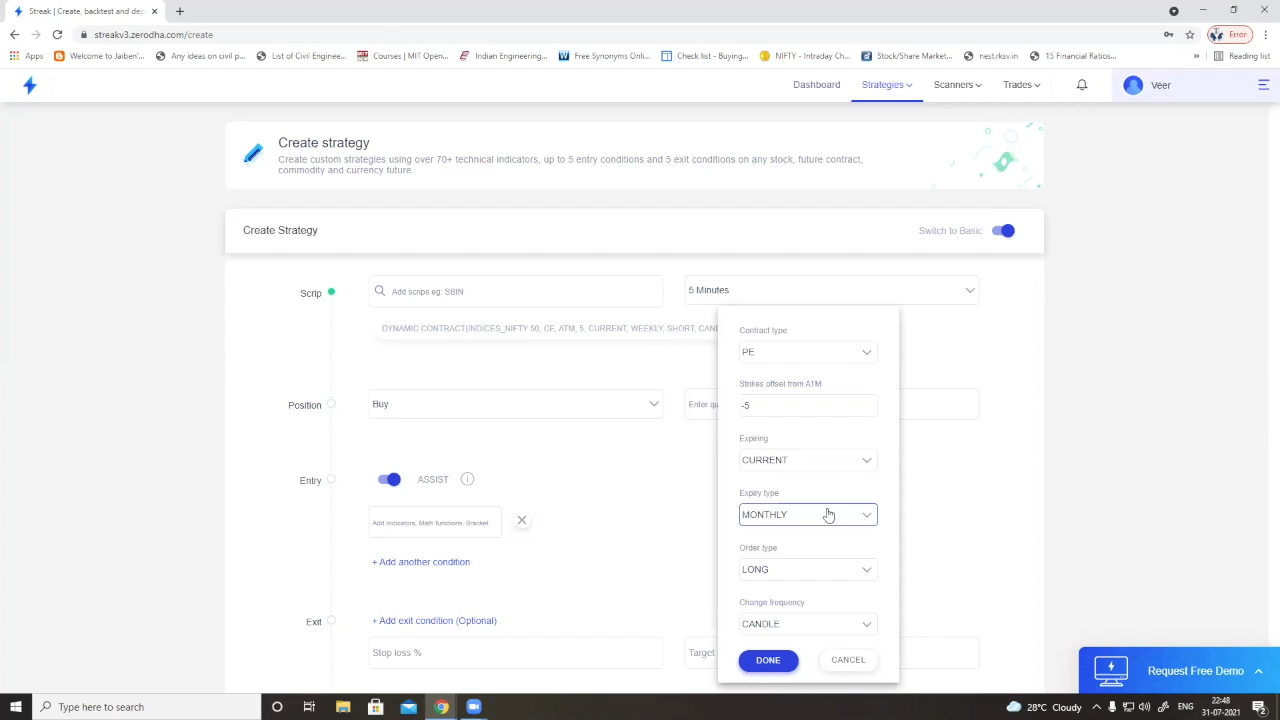 Streak | Create, backtest and dep
streakv3.zerodha.com/create
Error
Apps
Welcome to Jaiben'...
Any ideas on civil p...
List of Civil Engineer...
Courses | MIT Open...
Indian Engineering...
Free Synonyms Onli...
Check list - Buying...
NIFTY - Intraday Ch...
Stock/Share Market...
nest.rksv.in
15 Financial Ratios...
»
Reading list
Dashboard
Strategies
Scanners
Trades
Veer
Create strategy
Create custom strategies using over 70+ technical indicators, up to 5 entry conditions and 5 exit conditions on any stock, future contract,
commodity and currency future.
Create Strategy
Switch to Basic
Scrip
Add scrips eg: SBIN
5 Minutes
DYNAMIC CONTRACT(INDICES_NIFTY 50, CE, ATM, 5, CURRENT, WEEKLY, SHORT, CAND
Contract type
PE
Strikes offset from ATM
-5
Position
Buy
Enter qu
Expiring
CURRENT
Entry
ASSIST
Expiry type
MONTHLY
Add indicators, Math functions, Bracket
+ Add another condition
Order type
LONG
Change frequency
CANDLE
Exit
+ Add exit condition (Optional)
Stop loss %
Target
DONE
CANCEL
Request Free Demo
Type here to search
28°C Cloudy
22:48
31-07-2021
2